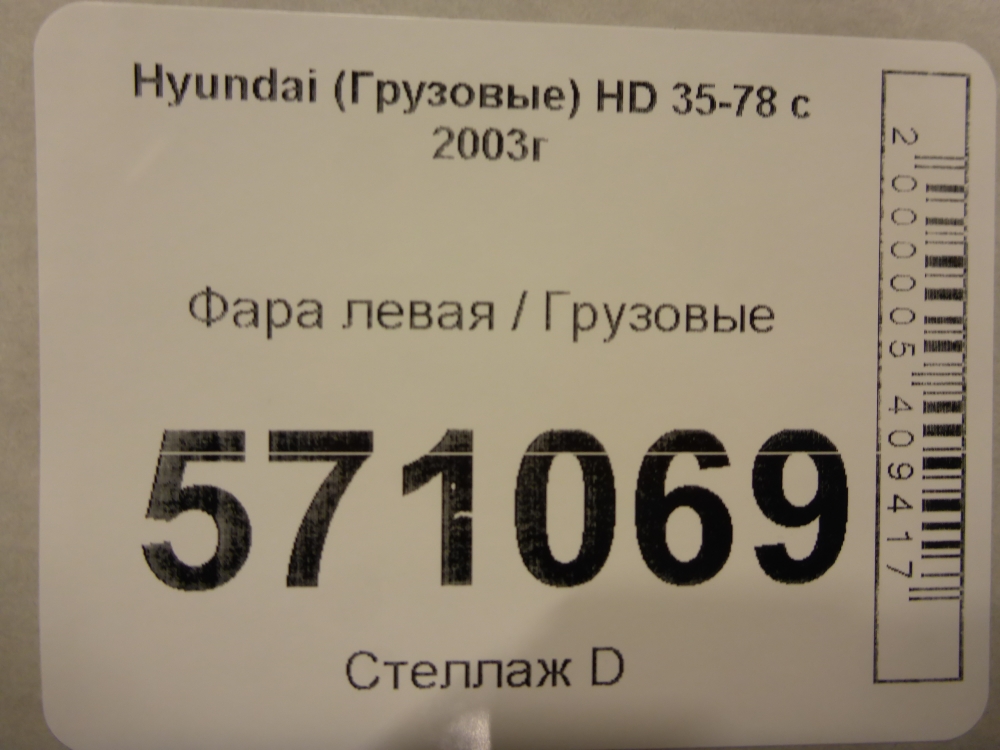 Hyundai (Грузовые) HD 35-78 с
2003г
Фара левая / Грузовые
571069
Стеллаж D
2000005409417